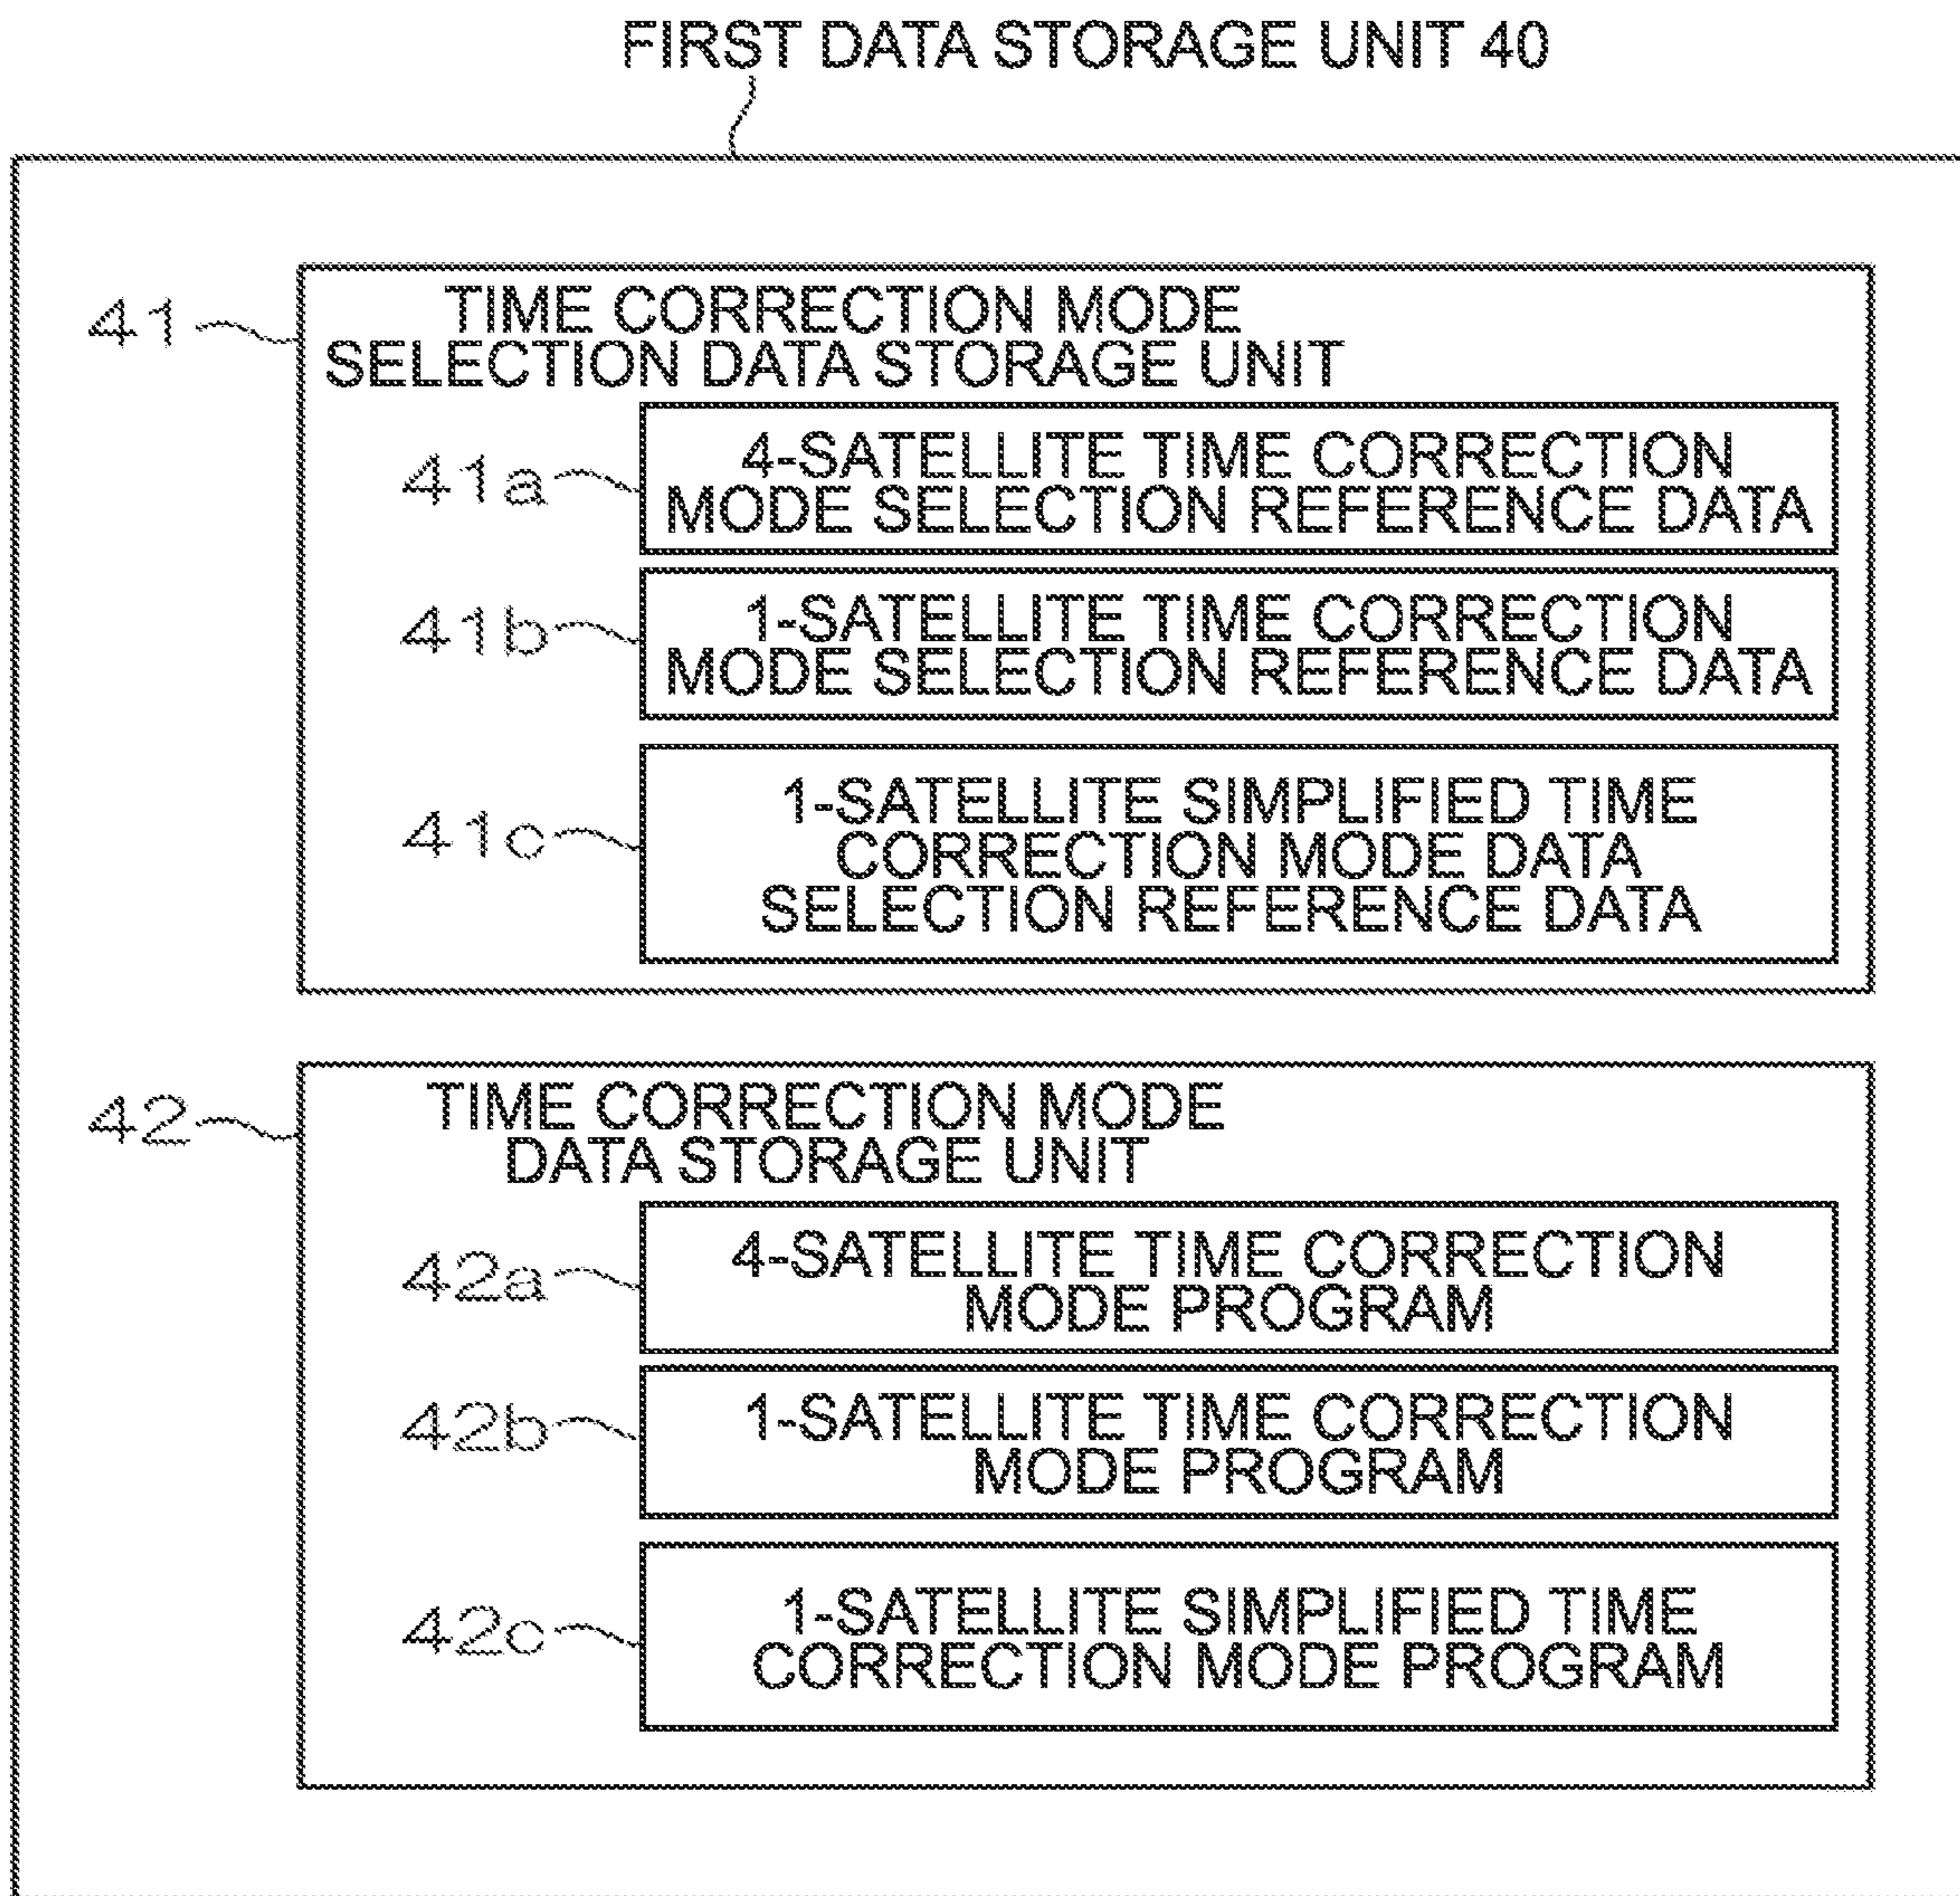 FIRST DATA STORAGE UNIT 40
41
TIME CORRECTION MODE
SELECTION DATA STORAGE UNIT
41a
4-SATELLITE TIME CORRECTION
MODE SELECTION REFERENCE DATA
41b
1-SATELLITE TIME CORRECTION
MODE SELECTION REFERENCE DATA
41c
1-SATELLITE SIMPLIFIED TIME
CORRECTION MODE DATA
SELECTION REFERENCE DATA
42
TIME CORRECTION MODE
DATA STORAGE UNIT
42a
4-SATELLITE TIME CORRECTION
MODE PROGRAM
42b
1-SATELLITE TIME CORRECTION
MODE PROGRAM
42c
1-SATELLITE SIMPLIFIED TIME
CORRECTION MODE PROGRAM